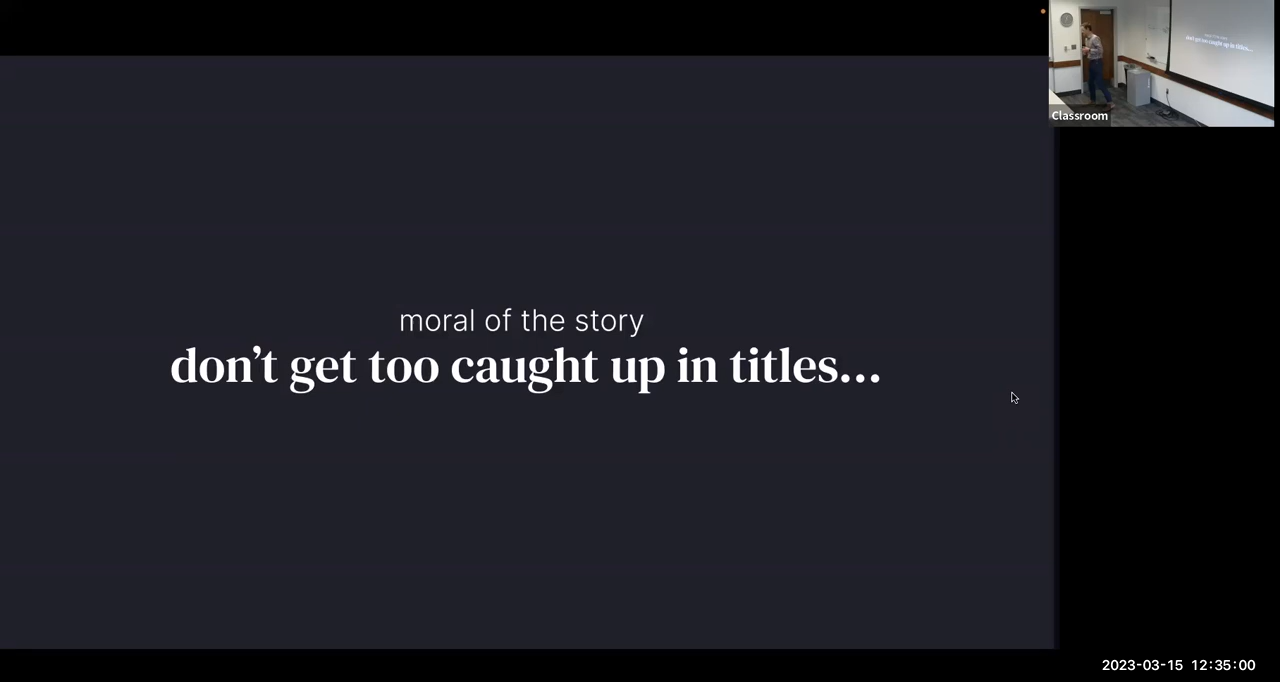 Classroom
moral of the story
don’t get too caught up in titles...
2023-03-15 12:35:00